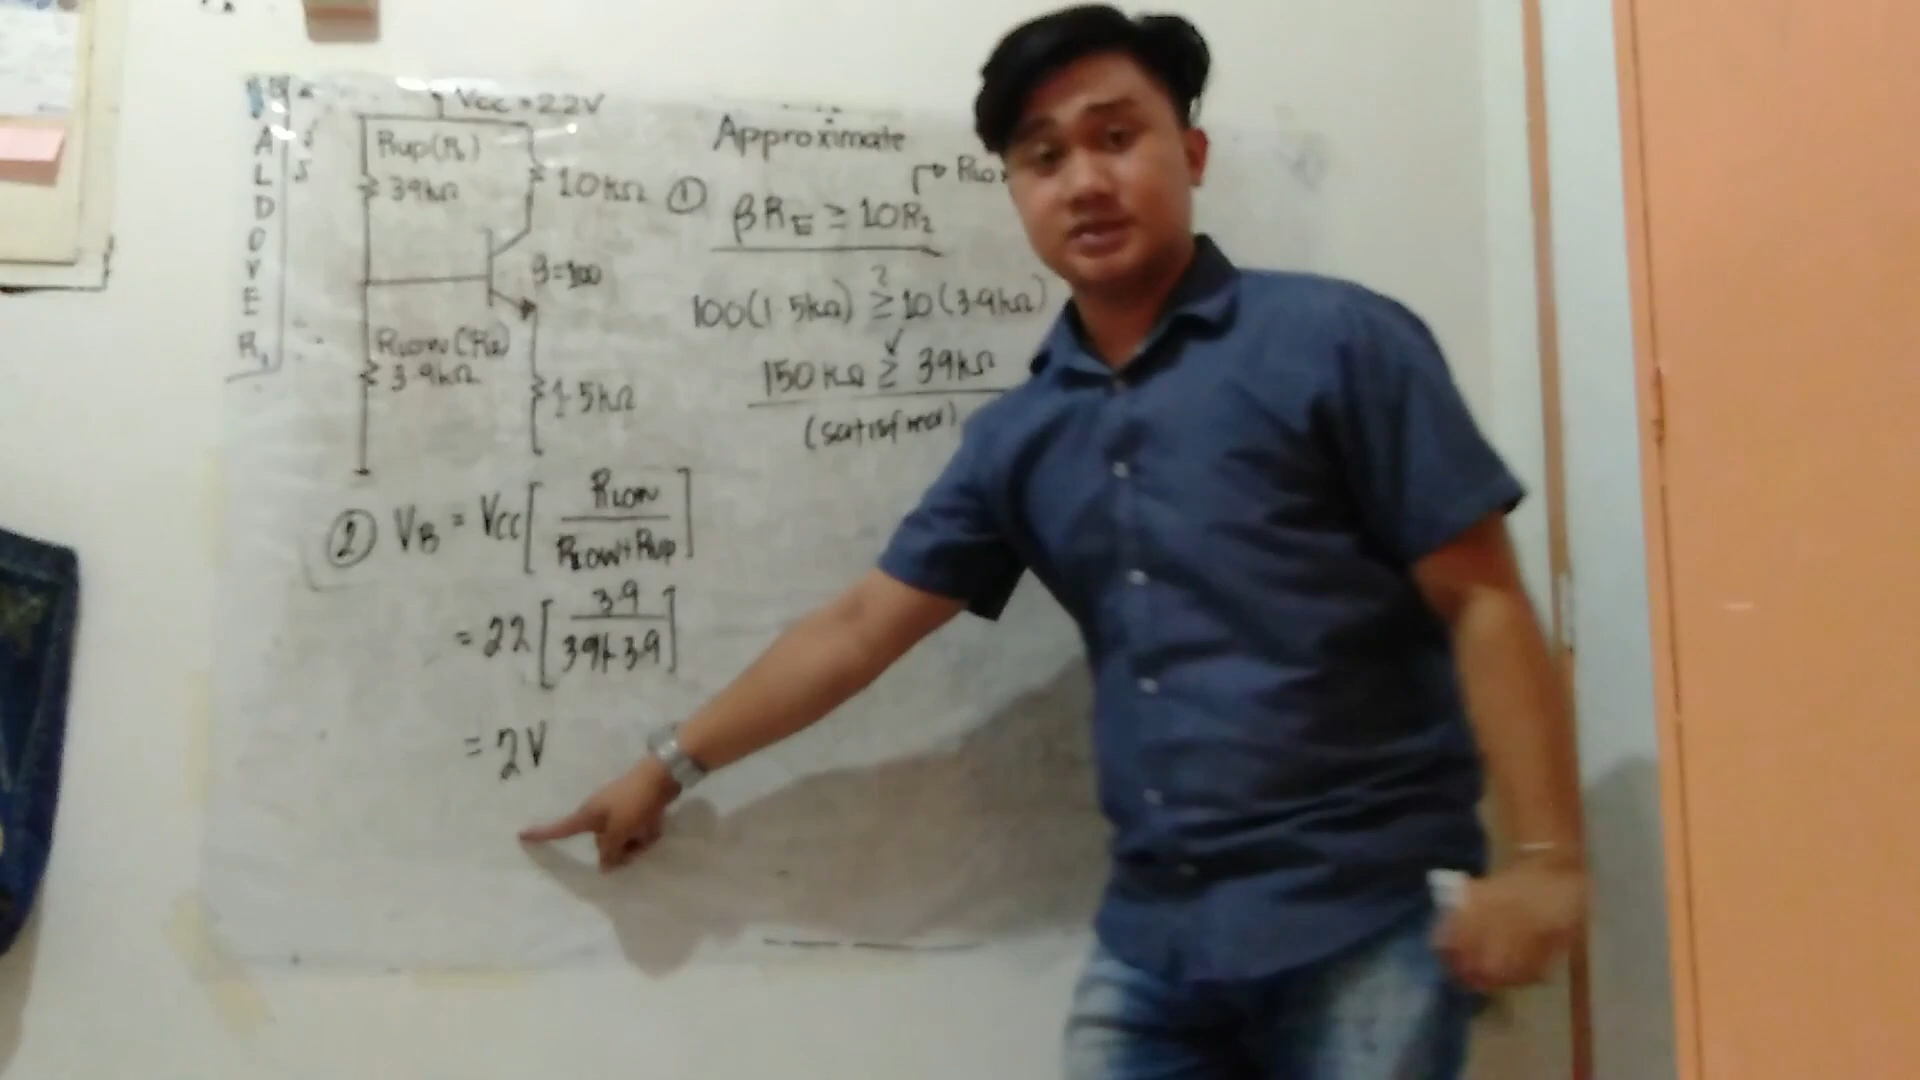 Vcc = 22V
Rup(R1)
39kΩ
10kΩ
β=100
RLOW(R2)
3.9kΩ
1.5kΩ
A
L
D
O
V
E
R,
Approximate
①
βRE ≥ 10R2
100(1.5kΩ) ≥ 10(3.9kΩ)
?
✓
150kΩ ≥ 39kΩ
② VB = VCC[RLOW / RLOW+Rup]
= 22[3.9 / 39+3.9]
= 2V